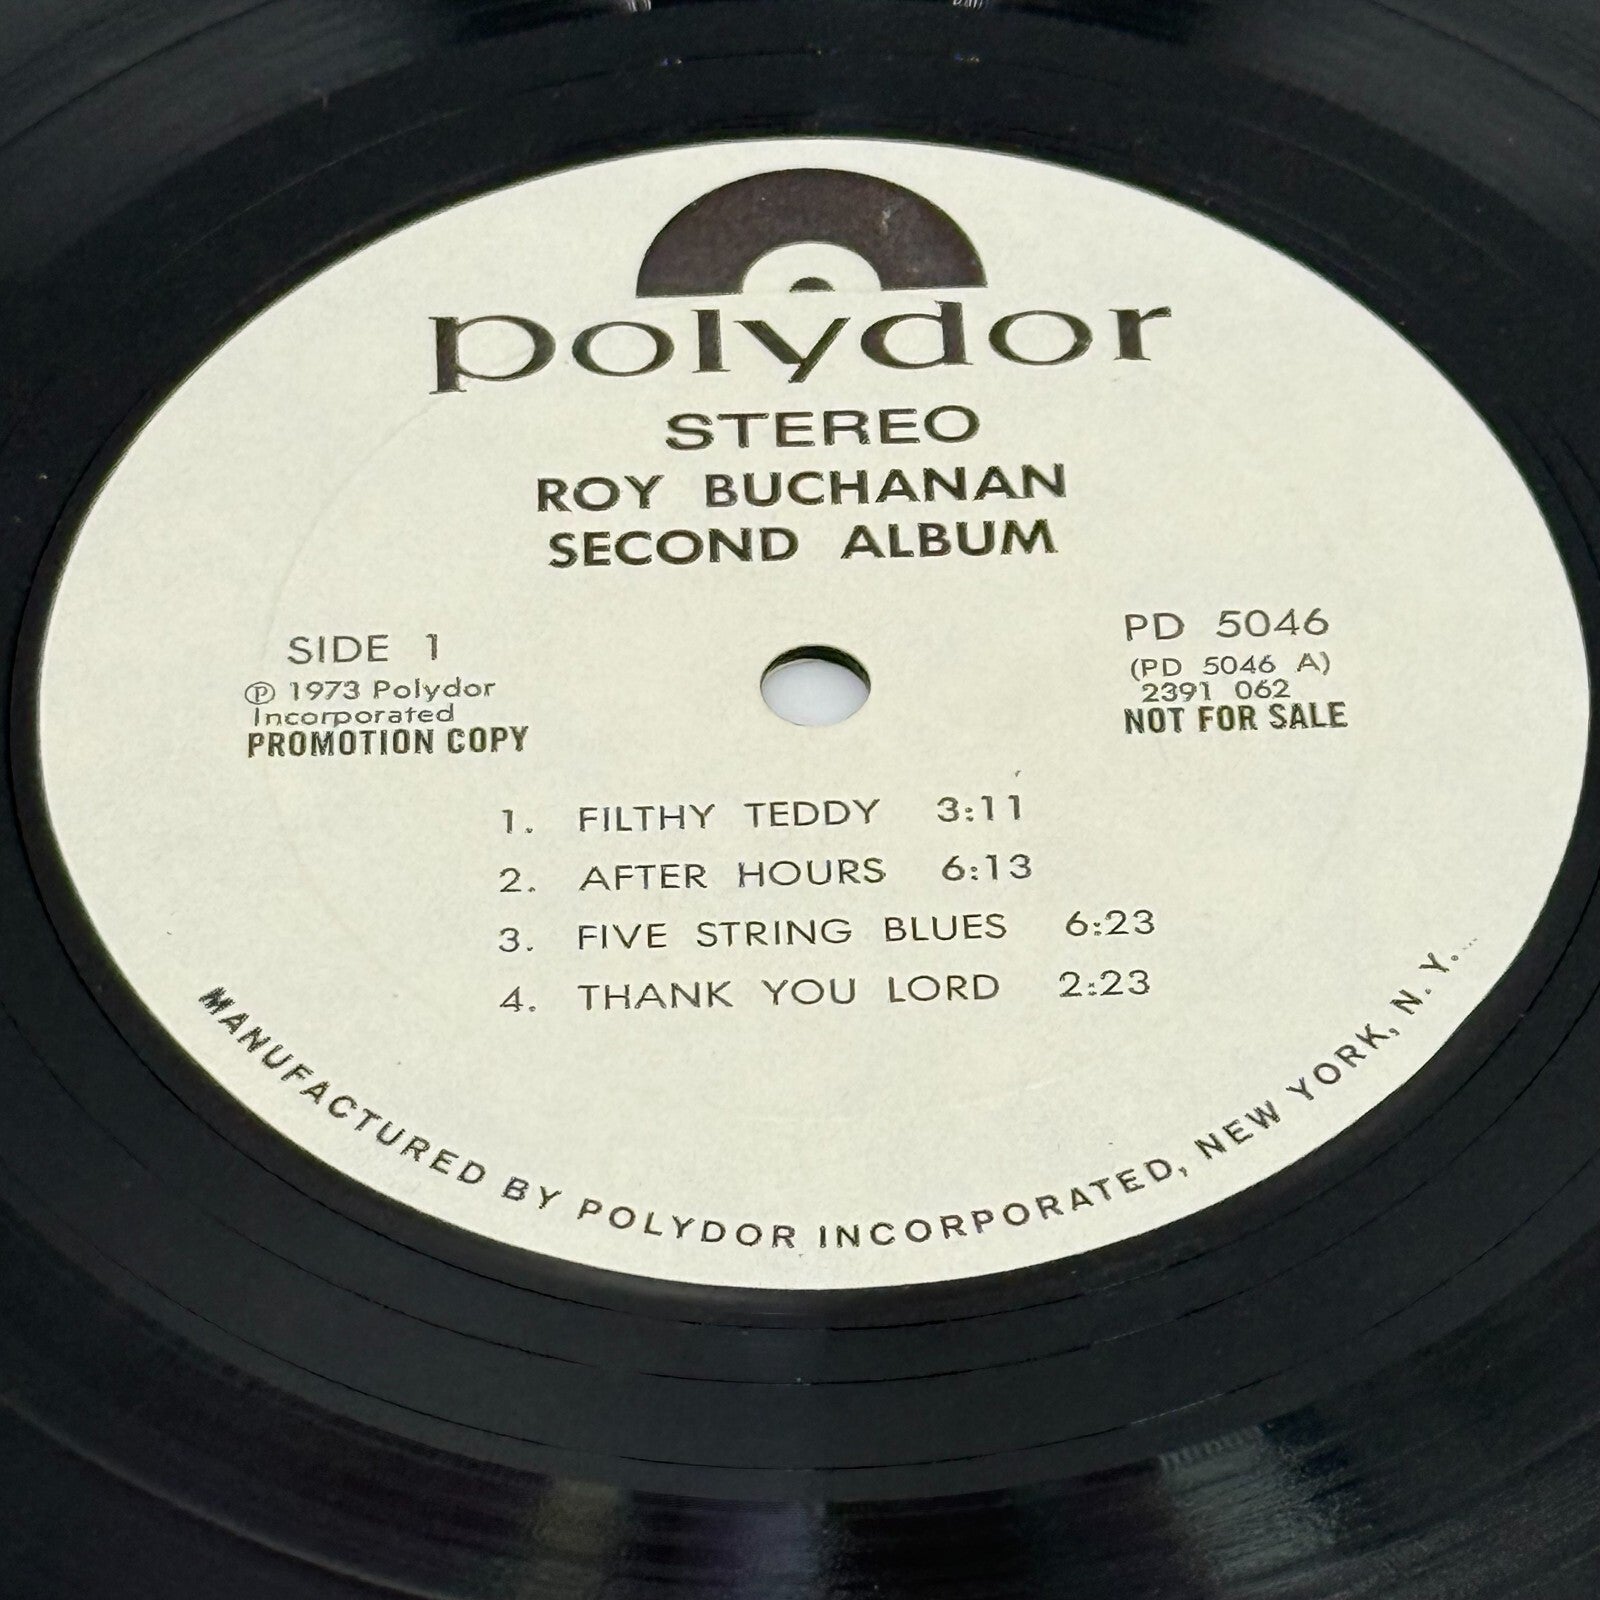 polydor
STEREO
ROY BUCHANAN
SECOND ALBUM
SIDE 1
℗ 1973 Polydor
Incorporated
PROMOTION COPY
PD 5046
(PD 5046 A)
2391 062
NOT FOR SALE
1. FILTHY TEDDY 3:11
2. AFTER HOURS 6:13
3. FIVE STRING BLUES 6:23
4. THANK YOU LORD 2:23
MANUFACTURED BY POLYDOR INCORPORATED, NEW YORK, N.Y....